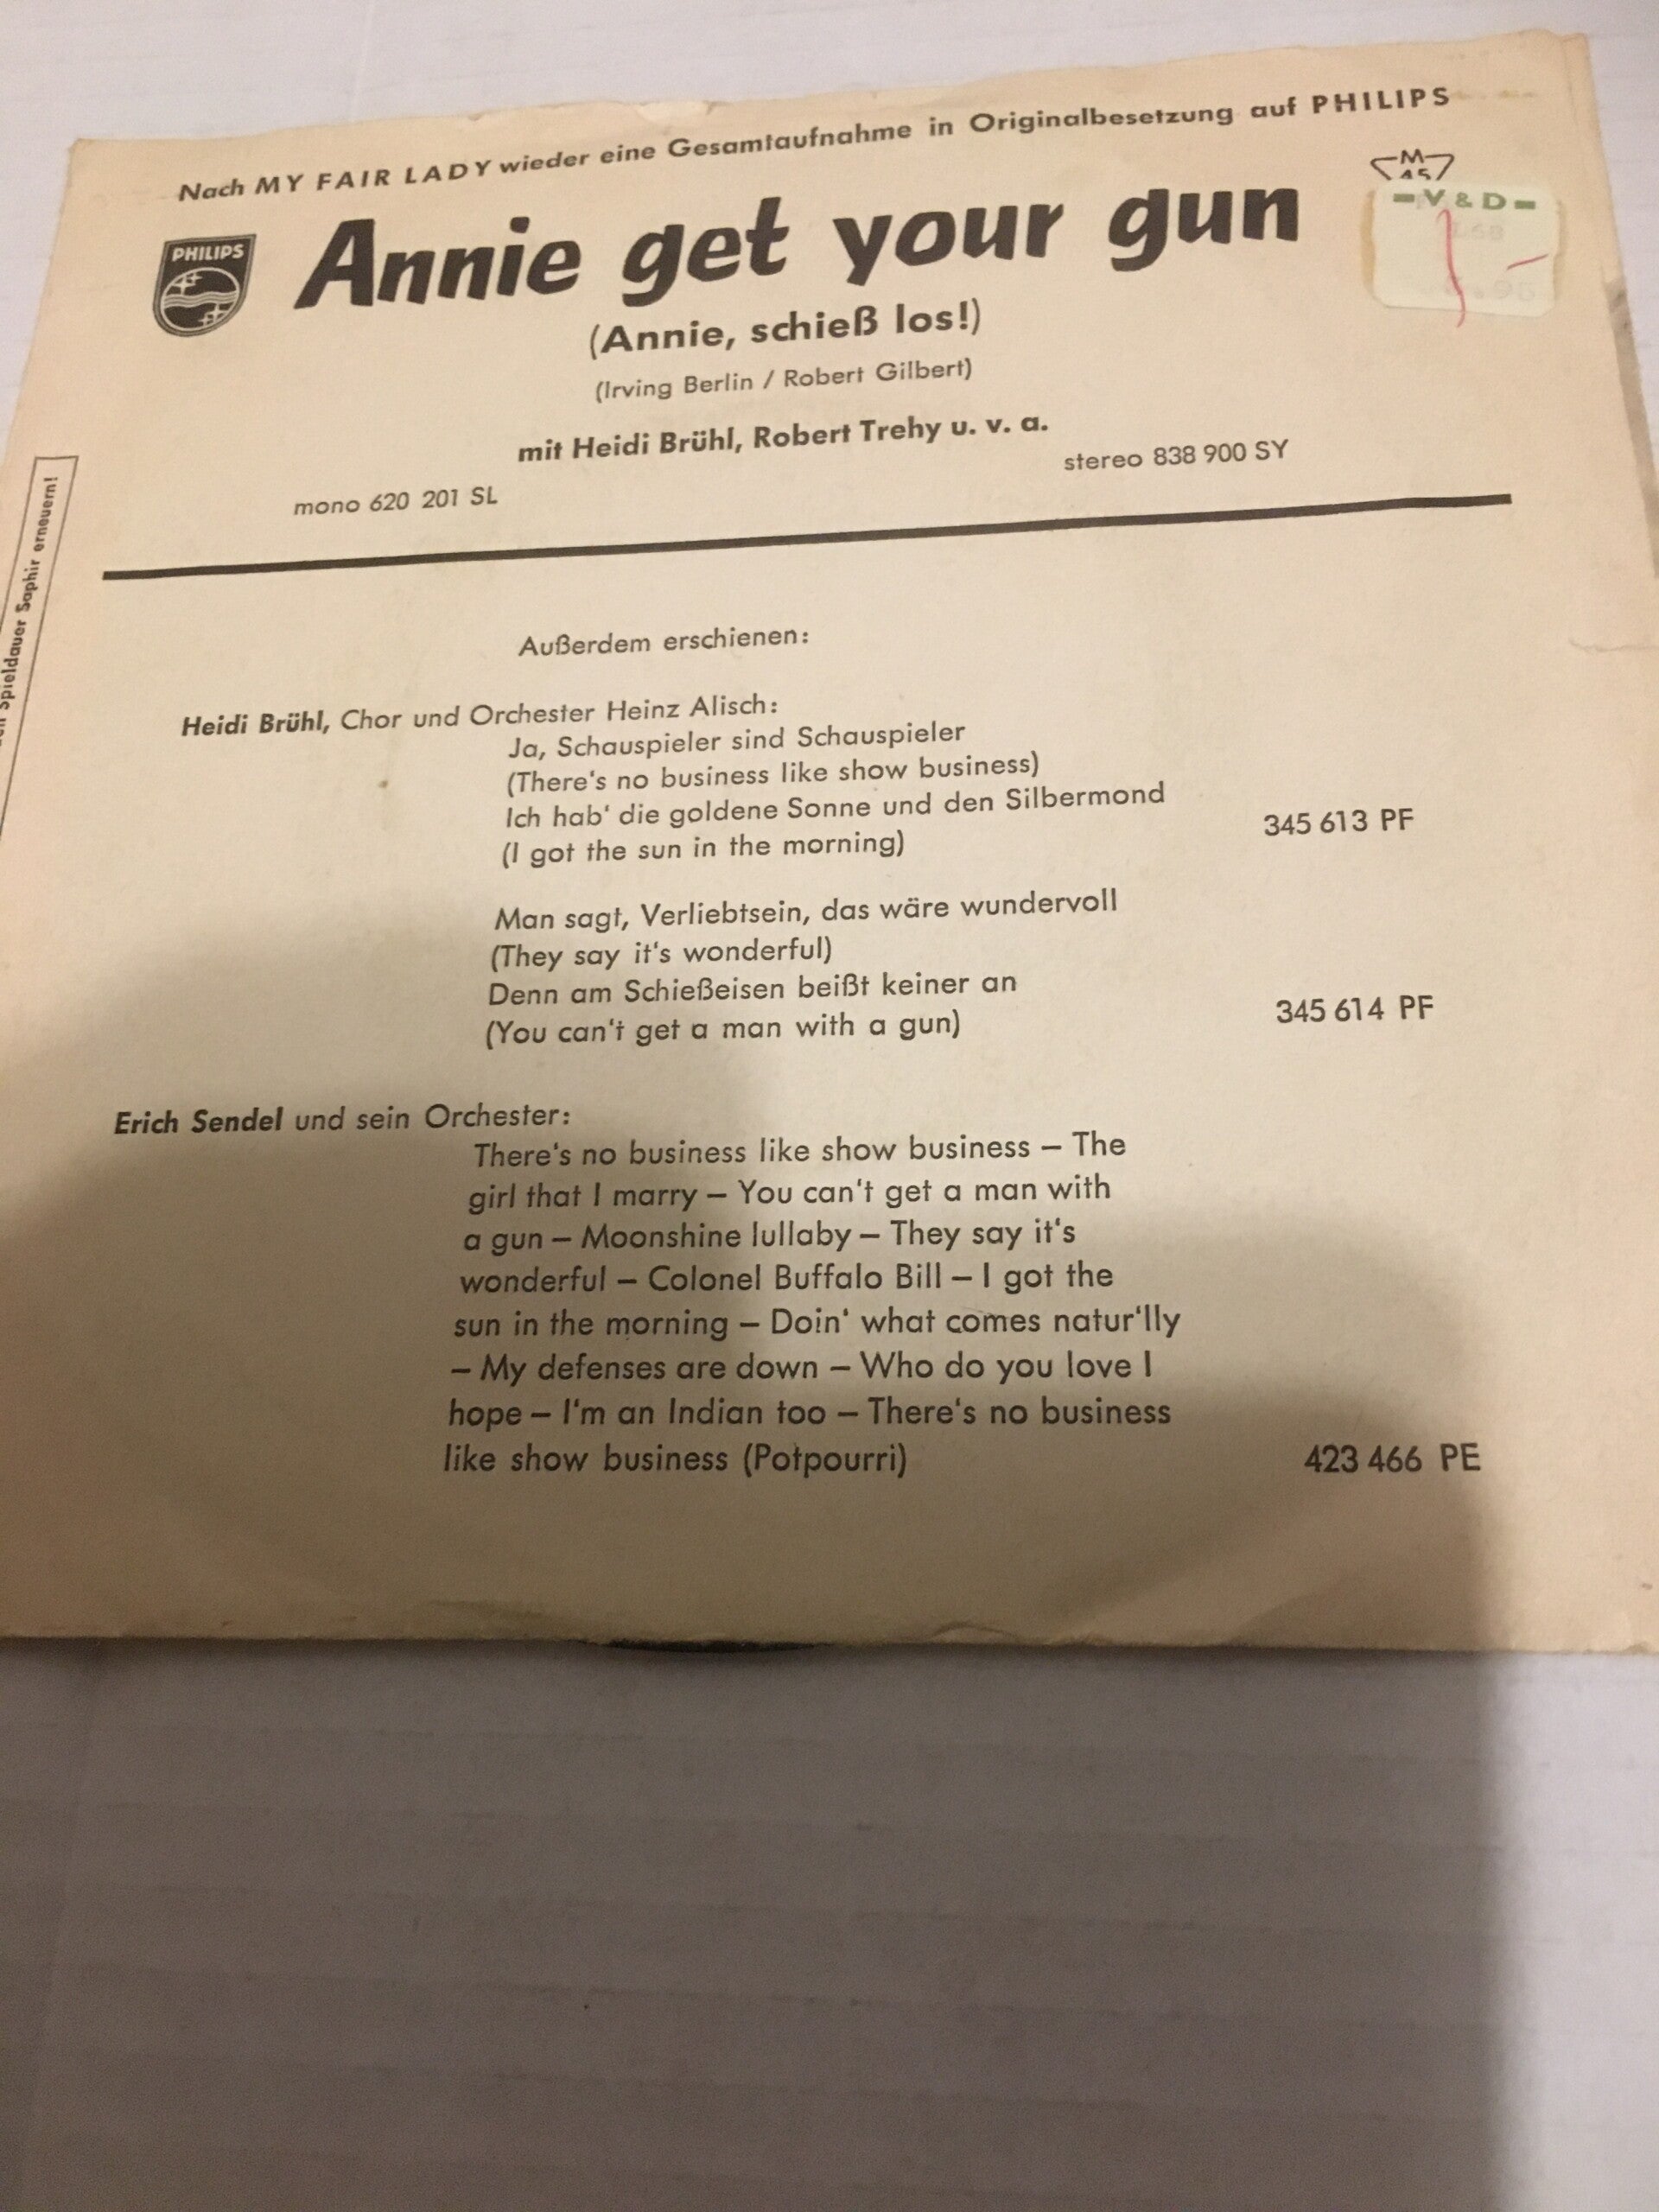 Nach MY FAIR LADY wieder eine Gesamtaufnahme in Originalbesetzung auf PHILIPS
M
45
V & D
PHILIPS
Annie get your gun
(Annie, schieß los!)
(Irving Berlin / Robert Gilbert)
mit Heidi Brühl, Robert Trehy u. v. a.
mono 620 201 SL
stereo 838 900 SY
Spieldauer Saphir erneuern!
Außerdem erschienen:
Heidi Brühl, Chor und Orchester Heinz Alisch:
Ja, Schauspieler sind Schauspieler
(There's no business like show business)
Ich hab' die goldene Sonne und den Silbermond
(I got the sun in the morning)
345 613 PF
Man sagt, Verliebtsein, das wäre wundervoll
(They say it's wonderful)
Denn am Schießeisen beißt keiner an
(You can't get a man with a gun)
345 614 PF
Erich Sendel und sein Orchester:
There's no business like show business – The
girl that I marry – You can't get a man with
a gun – Moonshine lullaby – They say it's
wonderful – Colonel Buffalo Bill – I got the
sun in the morning – Doin' what comes natur'lly
– My defenses are down – Who do you love I
hope – I'm an Indian too – There's no business
like show business (Potpourri)
423 466 PE